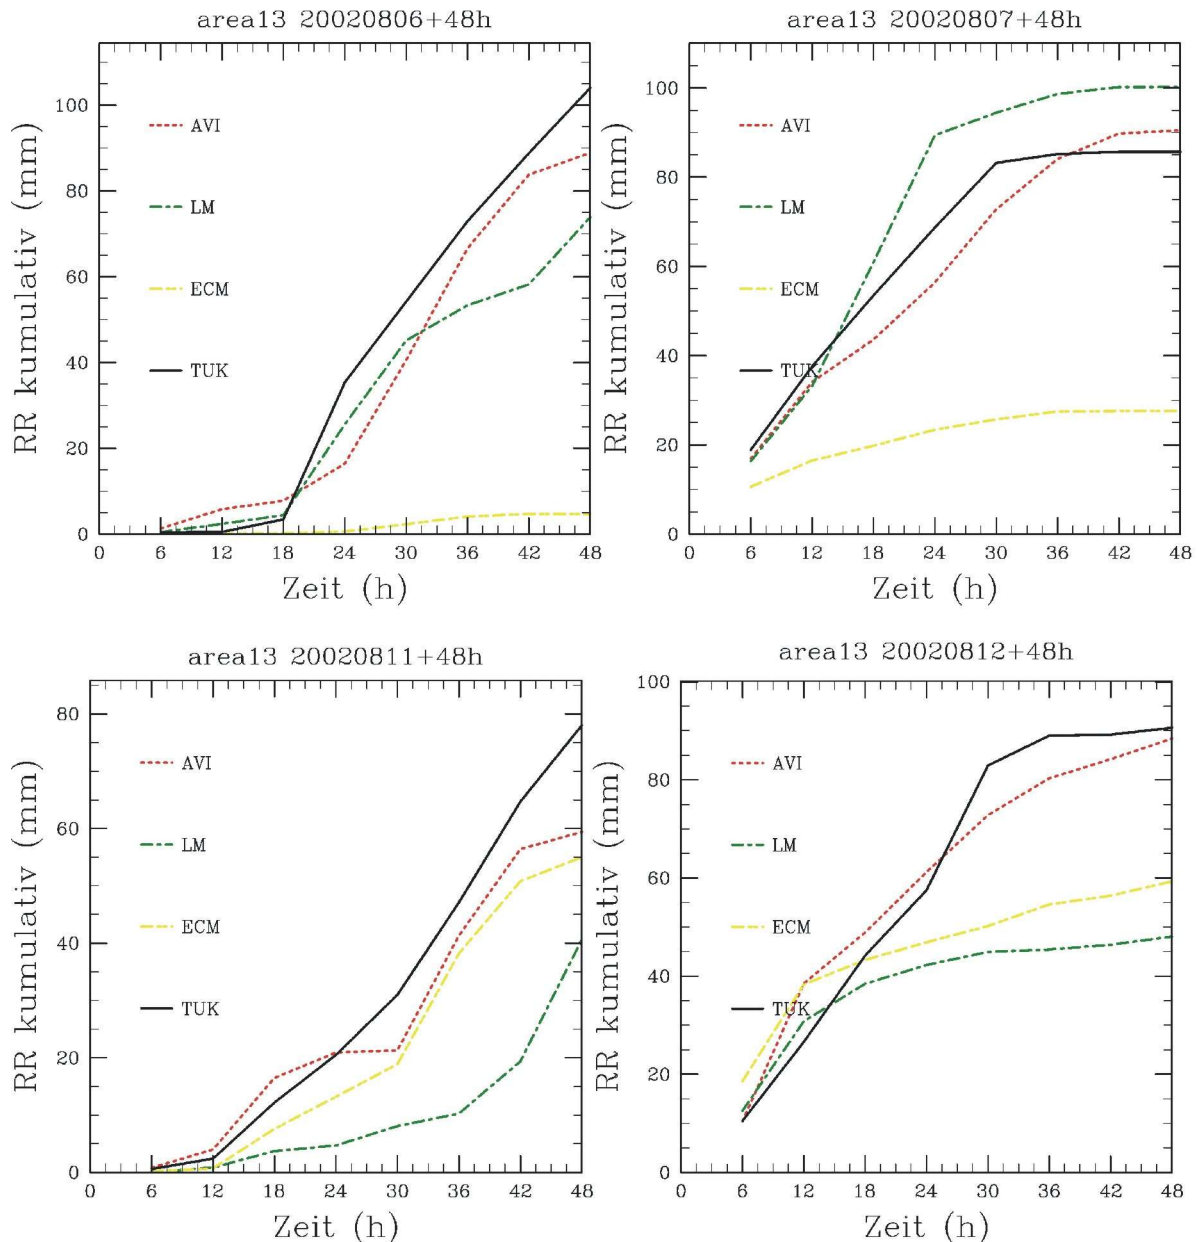 area13 20020806+48h
RR kumulativ (mm)
100
80
60
40
20
0
AVI
LM
ECM
TUK
0 6 12 18 24 30 36 42 48
Zeit (h)
area13 20020807+48h
RR kumulativ (mm)
100
80
60
40
20
0
AVI
LM
ECM
TUK
0 6 12 18 24 30 36 42 48
Zeit (h)
area13 20020811+48h
RR kumulativ (mm)
80
60
40
20
0
AVI
LM
ECM
TUK
0 6 12 18 24 30 36 42 48
Zeit (h)
area13 20020812+48h
RR kumulativ (mm)
100
80
60
40
20
0
AVI
LM
ECM
TUK
0 6 12 18 24 30 36 42 48
Zeit (h)